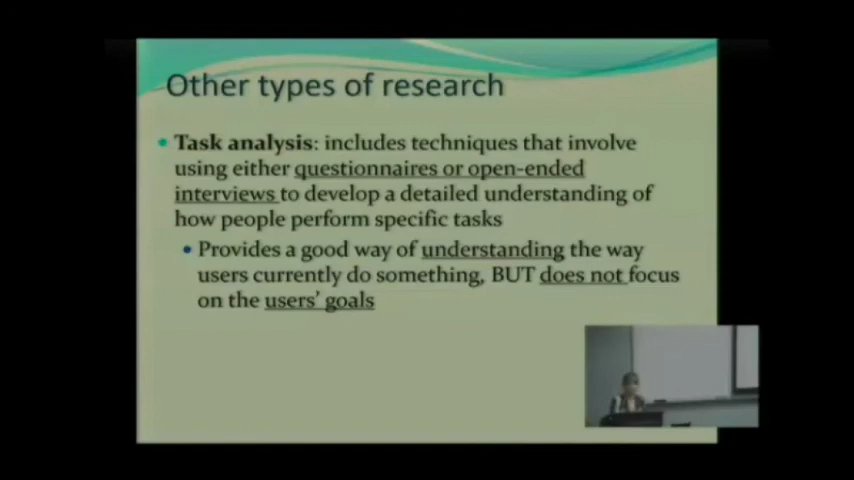 Other types of research
Task analysis: includes techniques that involve
using either questionnaires or open-ended
interviews to develop a detailed understanding of
how people perform specific tasks
Provides a good way of understanding the way
users currently do something, BUT does not focus
on the users' goals